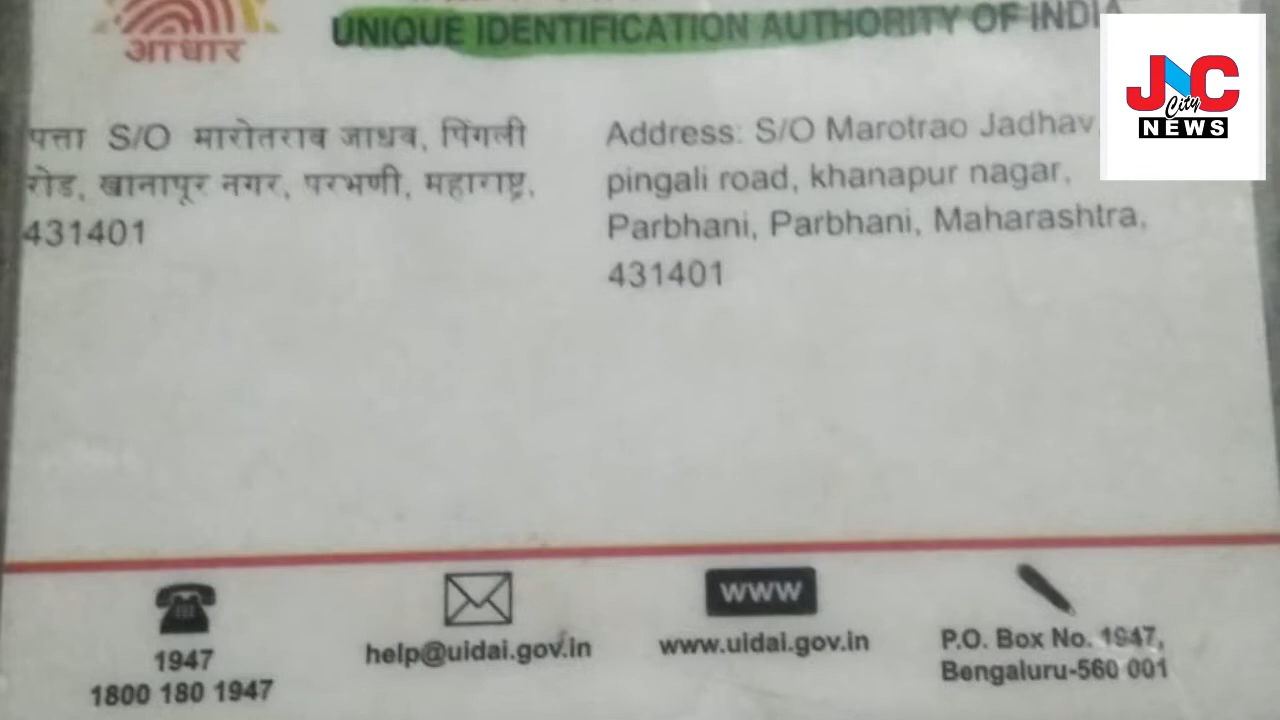 आधार
UNIQUE IDENTIFICATION AUTHORITY OF INDIA
JNC
City
NEWS
पत्ता S/O मारोतराव जाधव, पिंगली
रोड, खानापूर नगर, परभणी, महाराष्ट्र,
431401
Address: S/O Marotrao Jadhav,
pingali road, khanapur nagar,
Parbhani, Parbhani, Maharashtra,
431401
1947
1800 180 1947
help@uidai.gov.in
www
www.uidai.gov.in
P.O. Box No. 1947,
Bengaluru-560 001